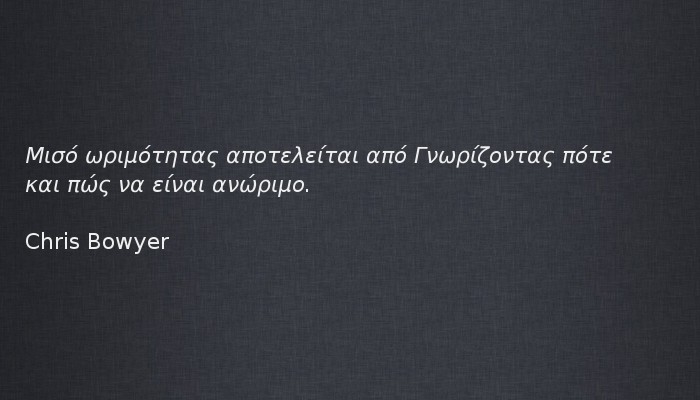 Μισό ωριμότητας αποτελείται από Γνωρίζοντας πότε
και πώς να είναι ανώριμο.
Chris Bowyer